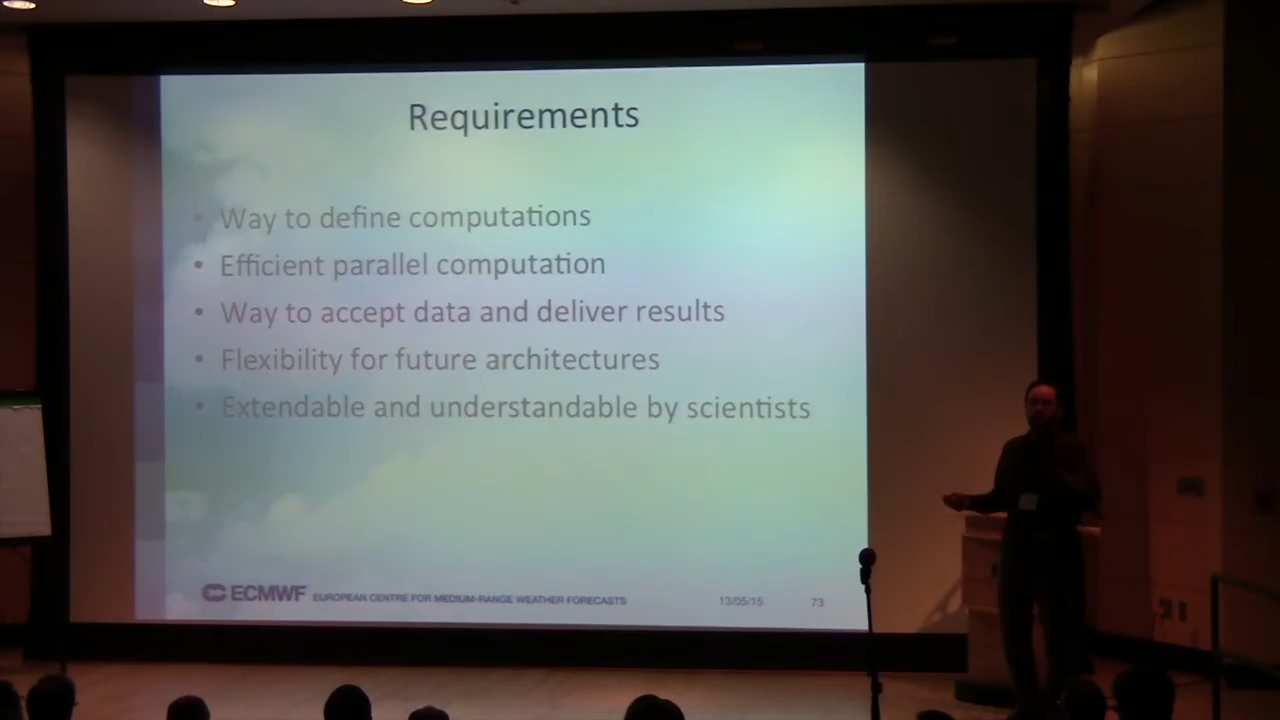 Requirements
• Way to define computations
• Efficient parallel computation
• Way to accept data and deliver results
• Flexibility for future architectures
• Extendable and understandable by scientists
ECMWF EUROPEAN CENTRE FOR MEDIUM-RANGE WEATHER FORECASTS 13/05/15 73